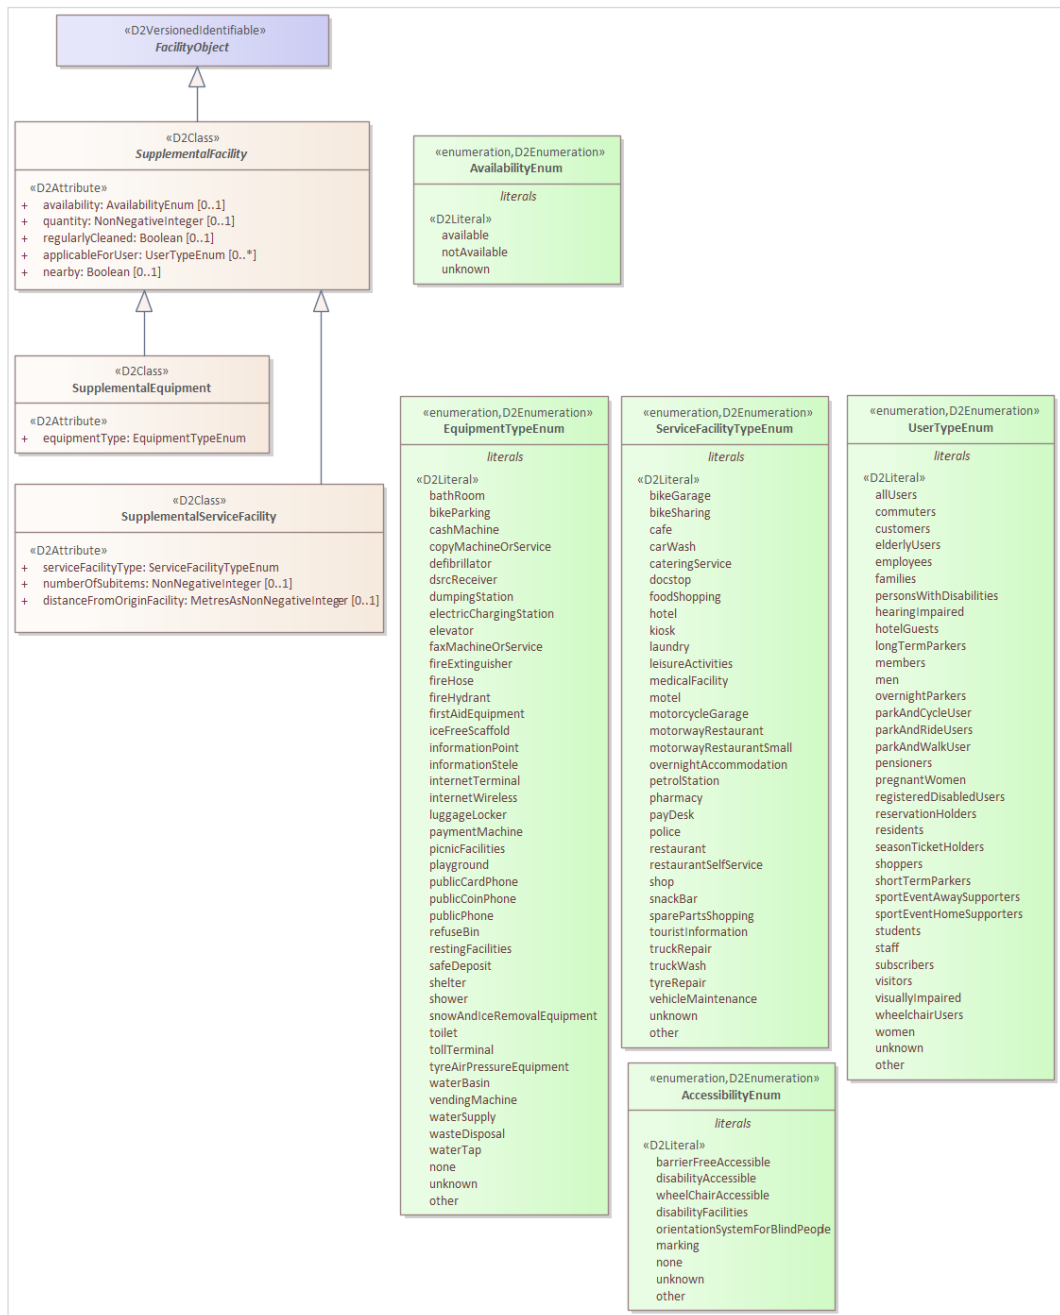 «D2VersionedIdentifiable»
FacilityObject
«D2Class»
SupplementalFacility
«D2Attribute»
+ availability: AvailabilityEnum [0..1]
+ quantity: NonNegativeInteger [0..1]
+ regularlyCleaned: Boolean [0..1]
+ applicableForUser: UserTypeEnum [0..*]
+ nearby: Boolean [0..1]
«enumeration,D2Enumeration»
AvailabilityEnum
literals
«D2Literal»
available
notAvailable
unknown
«D2Class»
SupplementalEquipment
«D2Attribute»
+ equipmentType: EquipmentTypeEnum
«D2Class»
SupplementalServiceFacility
«D2Attribute»
+ serviceFacilityType: ServiceFacilityTypeEnum
+ numberOfSubitems: NonNegativeInteger [0..1]
+ distanceFromOriginFacility: MetresAsNonNegativeInteger [0..1]
«enumeration,D2Enumeration»
EquipmentTypeEnum
literals
«D2Literal»
bathRoom
bikeParking
cashMachine
copyMachineOrService
defibrillator
dsrcReceiver
dumpingStation
electricChargingStation
elevator
faxMachineOrService
fireExtinguisher
fireHose
fireHydrant
firstAidEquipment
iceFreeScaffold
informationPoint
informationStele
internetTerminal
internetWireless
luggageLocker
paymentMachine
picnicFacilities
playground
publicCardPhone
publicCoinPhone
publicPhone
refuseBin
restingFacilities
safeDeposit
shelter
shower
snowAndIceRemovalEquipment
toilet
tollTerminal
tyreAirPressureEquipment
waterBasin
vendingMachine
waterSupply
wasteDisposal
waterTap
none
unknown
other
«enumeration,D2Enumeration»
ServiceFacilityTypeEnum
literals
«D2Literal»
bikeGarage
bikeSharing
cafe
carWash
cateringService
docstop
foodShopping
hotel
kiosk
laundry
leisureActivities
medicalFacility
motel
motorcycleGarage
motorwayRestaurant
motorwayRestaurantSmall
overnightAccommodation
petrolStation
pharmacy
payDesk
police
restaurant
restaurantSelfService
shop
snackBar
sparePartsShopping
touristInformation
truckRepair
truckWash
tyreRepair
vehicleMaintenance
unknown
other
«enumeration,D2Enumeration»
UserTypeEnum
literals
«D2Literal»
allUsers
commuters
customers
elderlyUsers
employees
families
personsWithDisabilities
hearingImpaired
hotelGuests
longTermParkers
members
men
overnightParkers
parkAndCycleUser
parkAndRideUsers
parkAndWalkUser
pensioners
pregnantWomen
registeredDisabledUsers
reservationHolders
residents
seasonTicketHolders
shoppers
shortTermParkers
sportEventAwaySupporters
sportEventHomeSupporters
students
staff
subscribers
visitors
visuallyImpaired
wheelchairUsers
women
unknown
other
«enumeration,D2Enumeration»
AccessibilityEnum
literals
«D2Literal»
barrierFreeAccessible
disabilityAccessible
wheelChairAccessible
disabilityFacilities
orientationSystemForBlindPeople
marking
none
unknown
other